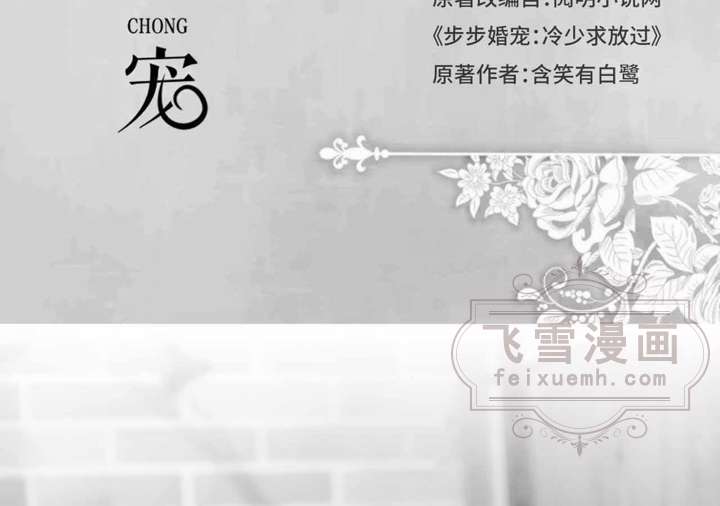 CHONG
宠
《步步婚宠：冷少求放过》
原著作者：含笑有白鹭
飞雪漫画
feixuemh.com